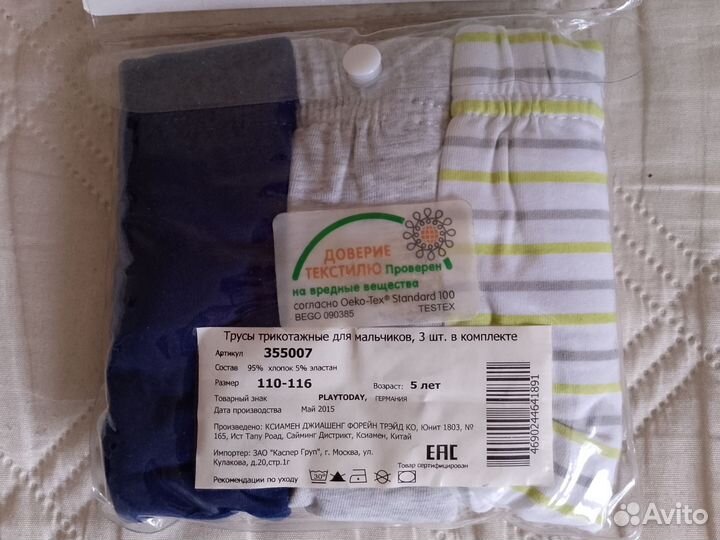 ДОВЕРИЕ
ТЕКСТИЛЮ Проверен
на вредные вещества
согласно Oeko-Tex® Standard 100
BEGO 090385 TESTEX
Трусы трикотажные для мальчиков, 3 шт. в комплекте
Артикул 355007
Состав 95% хлопок 5% эластан
Размер 110-116 Возраст: 5 лет
Товарный знак PLAYTODAY, ГЕРМАНИЯ
Дата производства Май 2015
Произведено: КСИАМЕН ДЖИАШЕНГ ФОРЕЙН ТРЭЙД КО, Юнит 1803, №
165, Ист Тапу Роад, Сайминг Дистрикт, Ксиамен, Китай
Импортер: ЗАО "Каспер Груп", г. Москва, ул.
Кулакова, д.20,стр.1г
EAC
Товар сертифицирован
Рекомендации по уходу 30°
4690244641891
Avito